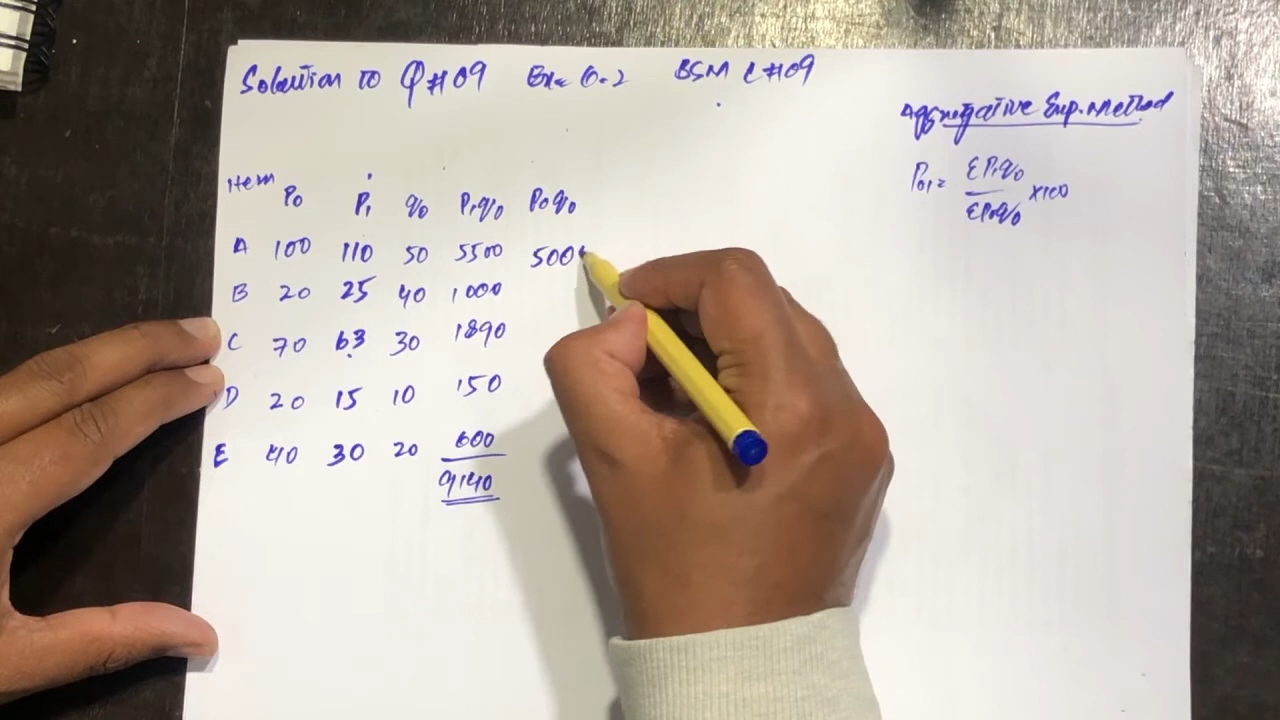 Solution to Q#09 Ex= 6.2 BSM C#09
Aggregative Exp. Method
P01 = ΣP1q0 / ΣP0q0 ×100
Item P0 P1 q0 P1q0 P0q0
A 100 110 50 5500 5000
B 20 25 40 1000
C 70 63 30 1890
D 20 15 10 150
E 40 30 20 600
9140